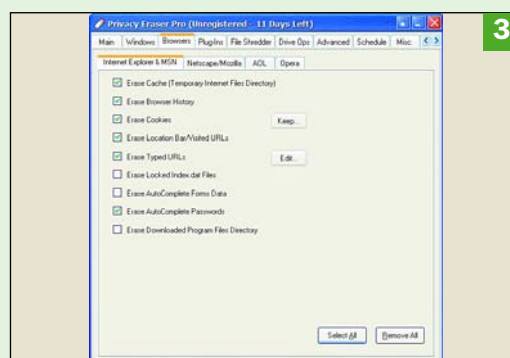 Privacy Eraser Pro (Unregistered - 11 Days Left)
3
Main Windows Browsers Plug-Ins File Shredder Drive Ops Advanced Schedule Misc
Internet Explorer & MSN Netscape/Mozilla AOL Opera
Erase Cache (Temporary Internet Files Directory)
Erase Browser History
Erase Cookies Keep...
Erase Location Bar/Visited URLs
Erase Typed URLs Edit...
Erase Locked Index.dat Files
Erase AutoComplete Forms Data
Erase AutoComplete Passwords
Erase Downloaded Program Files Directory
Select All Remove All